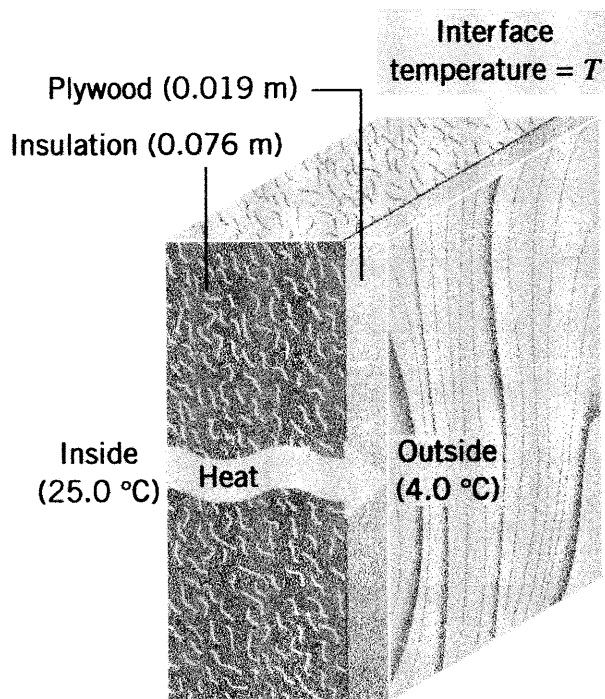 Interface
temperature = T
Plywood (0.019 m)
Insulation (0.076 m)
Inside
(25.0 °C)
Heat
Outside
(4.0 °C)